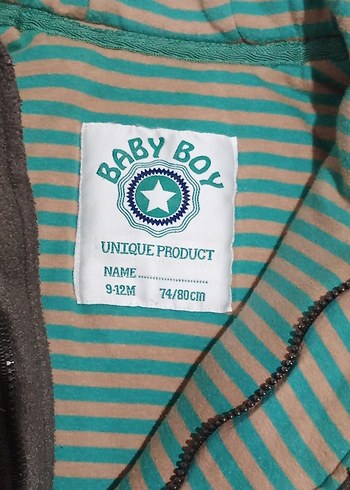 BABY BOY
UNIQUE PRODUCT
NAME........................
9-12M 74/80cm